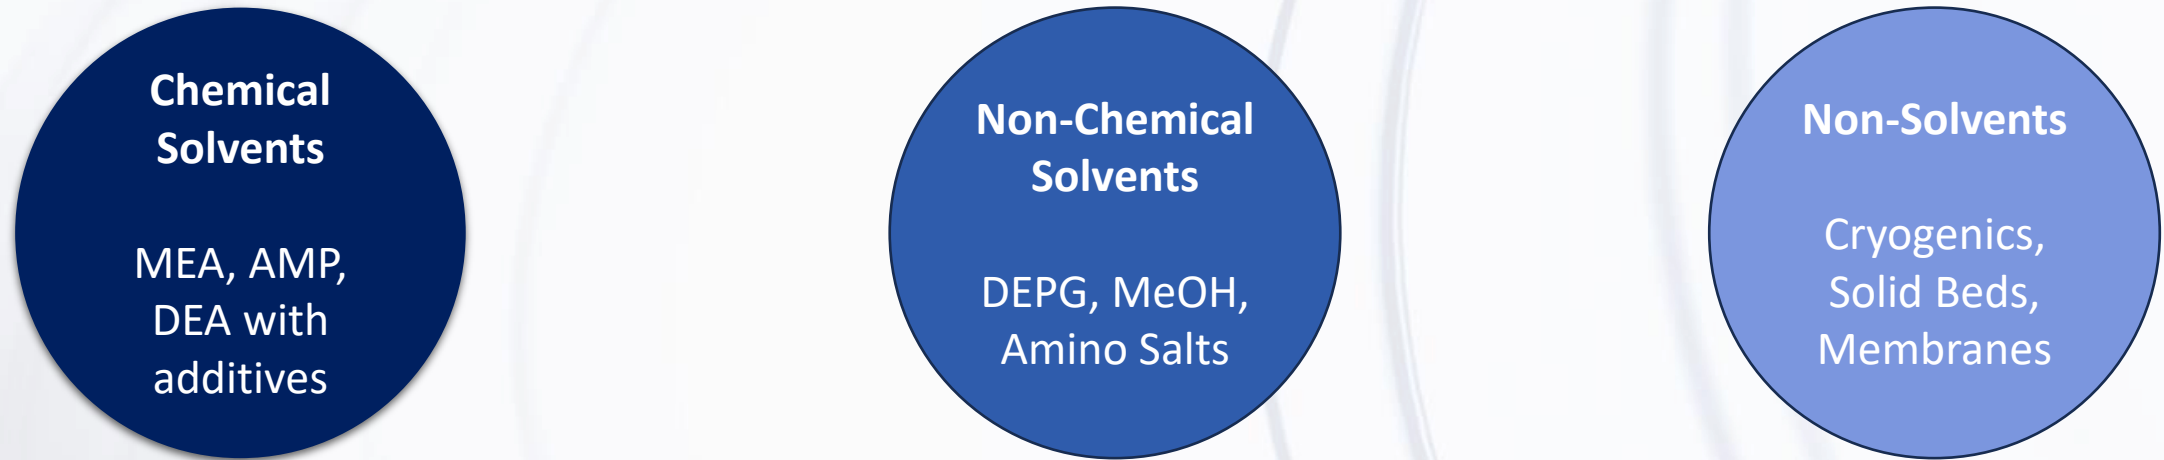 Chemical
Solvents
MEA, AMP,
DEA with
additives
Non-Chemical
Solvents
DEPG, MeOH,
Amino Salts
Non-Solvents
Cryogenics,
Solid Beds,
Membranes